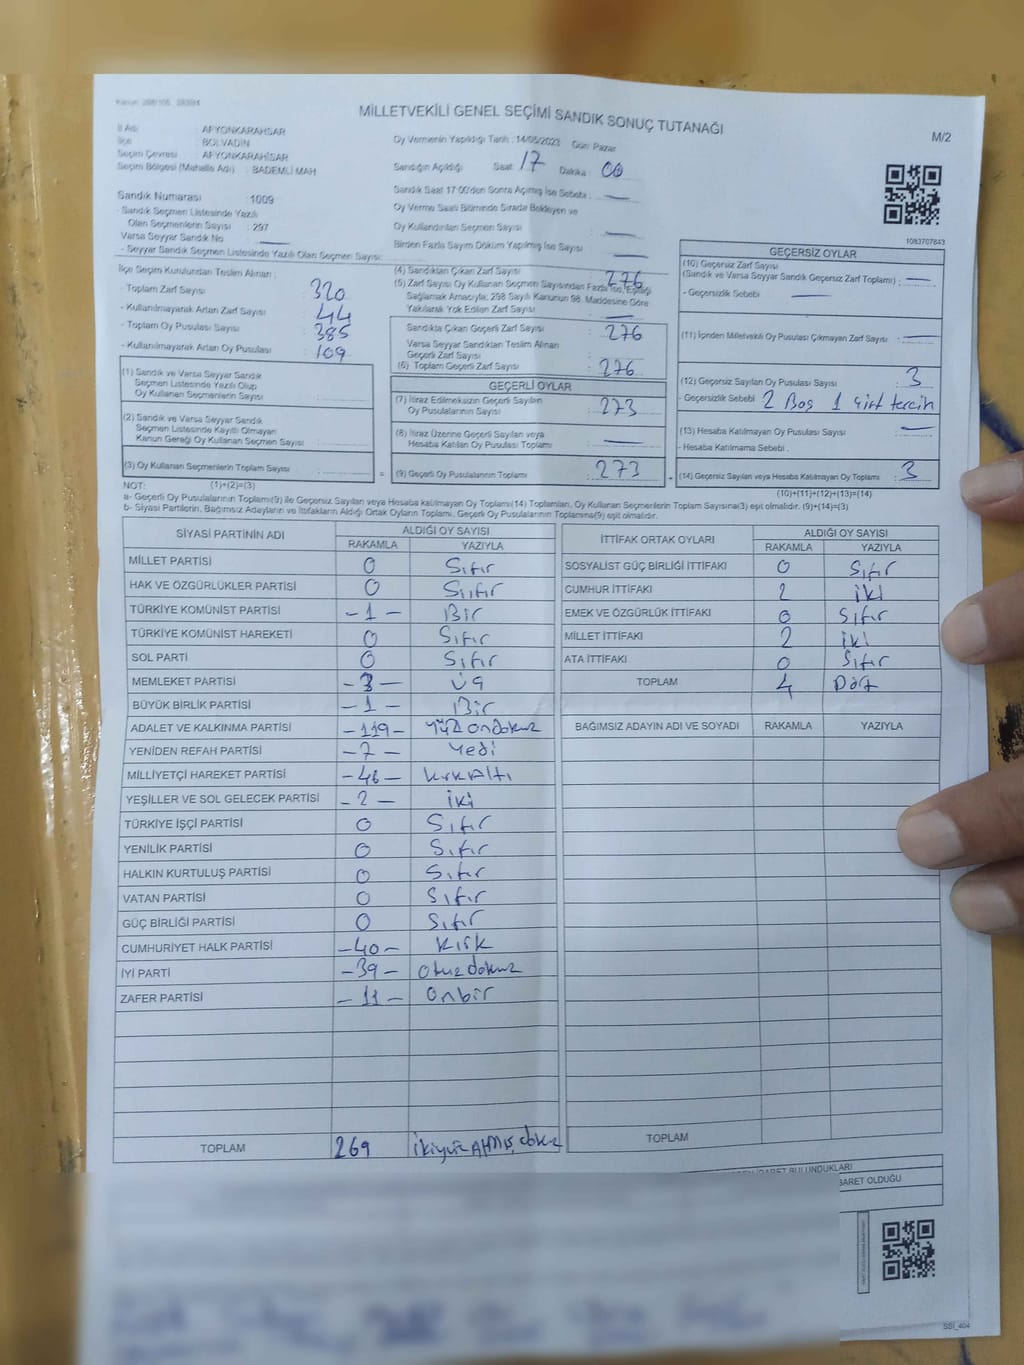 MİLLETVEKİLİ GENEL SEÇİMİ SANDIK SONUÇ TUTANAĞI
M/2
İl Adı : AFYONKARAHİSAR
İlçe : BOLVADİN
Seçim Çevresi : AFYONKARAHİSAR
Seçim Bölgesi (Mahalle Adı) : BADEMLİ MAH
Oy Vermenin Yapıldığı Tarih : 14/05/2023 Gün: Pazar
Sandığın Açıldığı Saat : 17 Dakika : 00
Sandık Saat 17:00'den Sonra Açılmış İse Sebebi : —
Oy Verme Saati Bitiminde Sırada Bekleyen ve
Oy Kullandırılan Seçmen Sayısı : —
Birden Fazla Sayım Döküm Yapılmış İse Sayısı : —
Sandık Numarası : 1009
- Sandık Seçmen Listesinde Yazılı
Olan Seçmenlerin Sayısı : 297
Varsa Seyyar Sandık No —
- Seyyar Sandık Seçmen Listesinde Yazılı Olan Seçmen Sayısı:
1083707843
İlçe Seçim Kurulundan Teslim Alınan :
- Toplam Zarf Sayısı : 320
- Kullanılmayarak Artan Zarf Sayısı : 44
- Toplam Oy Pusulası Sayısı : 385
- Kullanılmayarak Artan Oy Pusulası : 109
(1) Sandık ve Varsa Seyyar Sandık
Seçmen Listesinde Yazılı Olup
Oy Kullanan Seçmenlerin Sayısı :
(2) Sandık ve Varsa Seyyar Sandık
Seçmen Listesinde Kayıtlı Olmayan
Kanun Gereği Oy Kullanan Seçmen Sayısı :
(3) Oy Kullanan Seçmenlerin Toplam Sayısı :
(4) Sandıktan Çıkan Zarf Sayısı : 276
(5) Zarf Sayısı Oy Kullanan Seçmen Sayısından Fazla İse, Eşitliği
Sağlamak Amacıyla; 298 Sayılı Kanunun 98. Maddesine Göre
Yakılarak Yok Edilen Zarf Sayısı : —
Sandıkta Çıkan Geçerli Zarf Sayısı : 276
Varsa Seyyar Sandıktan Teslim Alınan
Geçerli Zarf Sayısı :
(6) Toplam Geçerli Zarf Sayısı : 276
GEÇERLİ OYLAR
(7) İtiraz Edilmeksizin Geçerli Sayılan
Oy Pusulalarının Sayısı : 273
(8) İtiraz Üzerine Geçerli Sayılan veya
Hesaba Katılan Oy Pusulası Toplamı : —
(9) Geçerli Oy Pusulalarının Toplamı : 273
GEÇERSİZ OYLAR
(10) Geçersiz Zarf Sayısı
(Sandık ve Varsa Seyyar Sandık Geçersiz Zarf Toplamı) : —
- Geçersizlik Sebebi : —
(11) İçinden Milletvekili Oy Pusulası Çıkmayan Zarf Sayısı : —
(12) Geçersiz Sayılan Oy Pusulası Sayısı : 3
- Geçersizlik Sebebi : 2 Boş 1 Çift tercih
(13) Hesaba Katılmayan Oy Pusulası Sayısı : —
- Hesaba Katılmama Sebebi :
(14) Geçersiz Sayılan veya Hesaba Katılmayan Oy Toplamı : 3
NOT: (1)+(2)=(3)
(10)+(11)+(12)+(13)=(14)
a- Geçerli Oy Pusulalarının Toplamı(9) ile Geçersiz Sayılan veya Hesaba katılmayan Oy Toplamı(14) Toplamları, Oy Kullanan Seçmenlerin Toplam Sayısına(3) eşit olmalıdır. (9)+(14)=(3)
b- Siyasi Partilerin, Bağımsız Adayların ve İttifakların Aldığı Ortak Oyların Toplamı, Geçerli Oy Pusulalarının Toplamına(9) eşit olmalıdır.
SİYASİ PARTİNİN ADI
ALDIĞI OY SAYISI
RAKAMLA YAZIYLA
MİLLET PARTİSİ 0 Sıfır
HAK VE ÖZGÜRLÜKLER PARTİSİ 0 Sıfır
TÜRKİYE KOMÜNİST PARTİSİ -1- Bir
TÜRKİYE KOMÜNİST HAREKETİ 0 Sıfır
SOL PARTİ 0 Sıfır
MEMLEKET PARTİSİ -3- Üç
BÜYÜK BİRLİK PARTİSİ -1- Bir
ADALET VE KALKINMA PARTİSİ -119- Yüz ondokuz
YENİDEN REFAH PARTİSİ -7- Yedi
MİLLİYETÇİ HAREKET PARTİSİ -46- Kırk Altı
YEŞİLLER VE SOL GELECEK PARTİSİ -2- İki
TÜRKİYE İŞÇİ PARTİSİ 0 Sıfır
YENİLİK PARTİSİ 0 Sıfır
HALKIN KURTULUŞ PARTİSİ 0 Sıfır
VATAN PARTİSİ 0 Sıfır
GÜÇ BİRLİĞİ PARTİSİ 0 Sıfır
CUMHURİYET HALK PARTİSİ -40- Kırk
İYİ PARTİ -39- Otuz dokuz
ZAFER PARTİSİ -11- Onbir
TOPLAM 269 İkiyüz Altmış dokuz
İTTİFAK ORTAK OYLARI
ALDIĞI OY SAYISI
RAKAMLA YAZIYLA
SOSYALİST GÜÇ BİRLİĞİ İTTİFAKI 0 Sıfır
CUMHUR İTTİFAKI 2 İki
EMEK VE ÖZGÜRLÜK İTTİFAKI 0 Sıfır
MİLLET İTTİFAKI 2 İki
ATA İTTİFAKI 0 Sıfır
TOPLAM 4 Dört
BAĞIMSIZ ADAYIN ADI VE SOYADI RAKAMLA YAZIYLA
TOPLAM
İBARET BULUNDUKLARI
BARET OLDUĞU
SSI_404